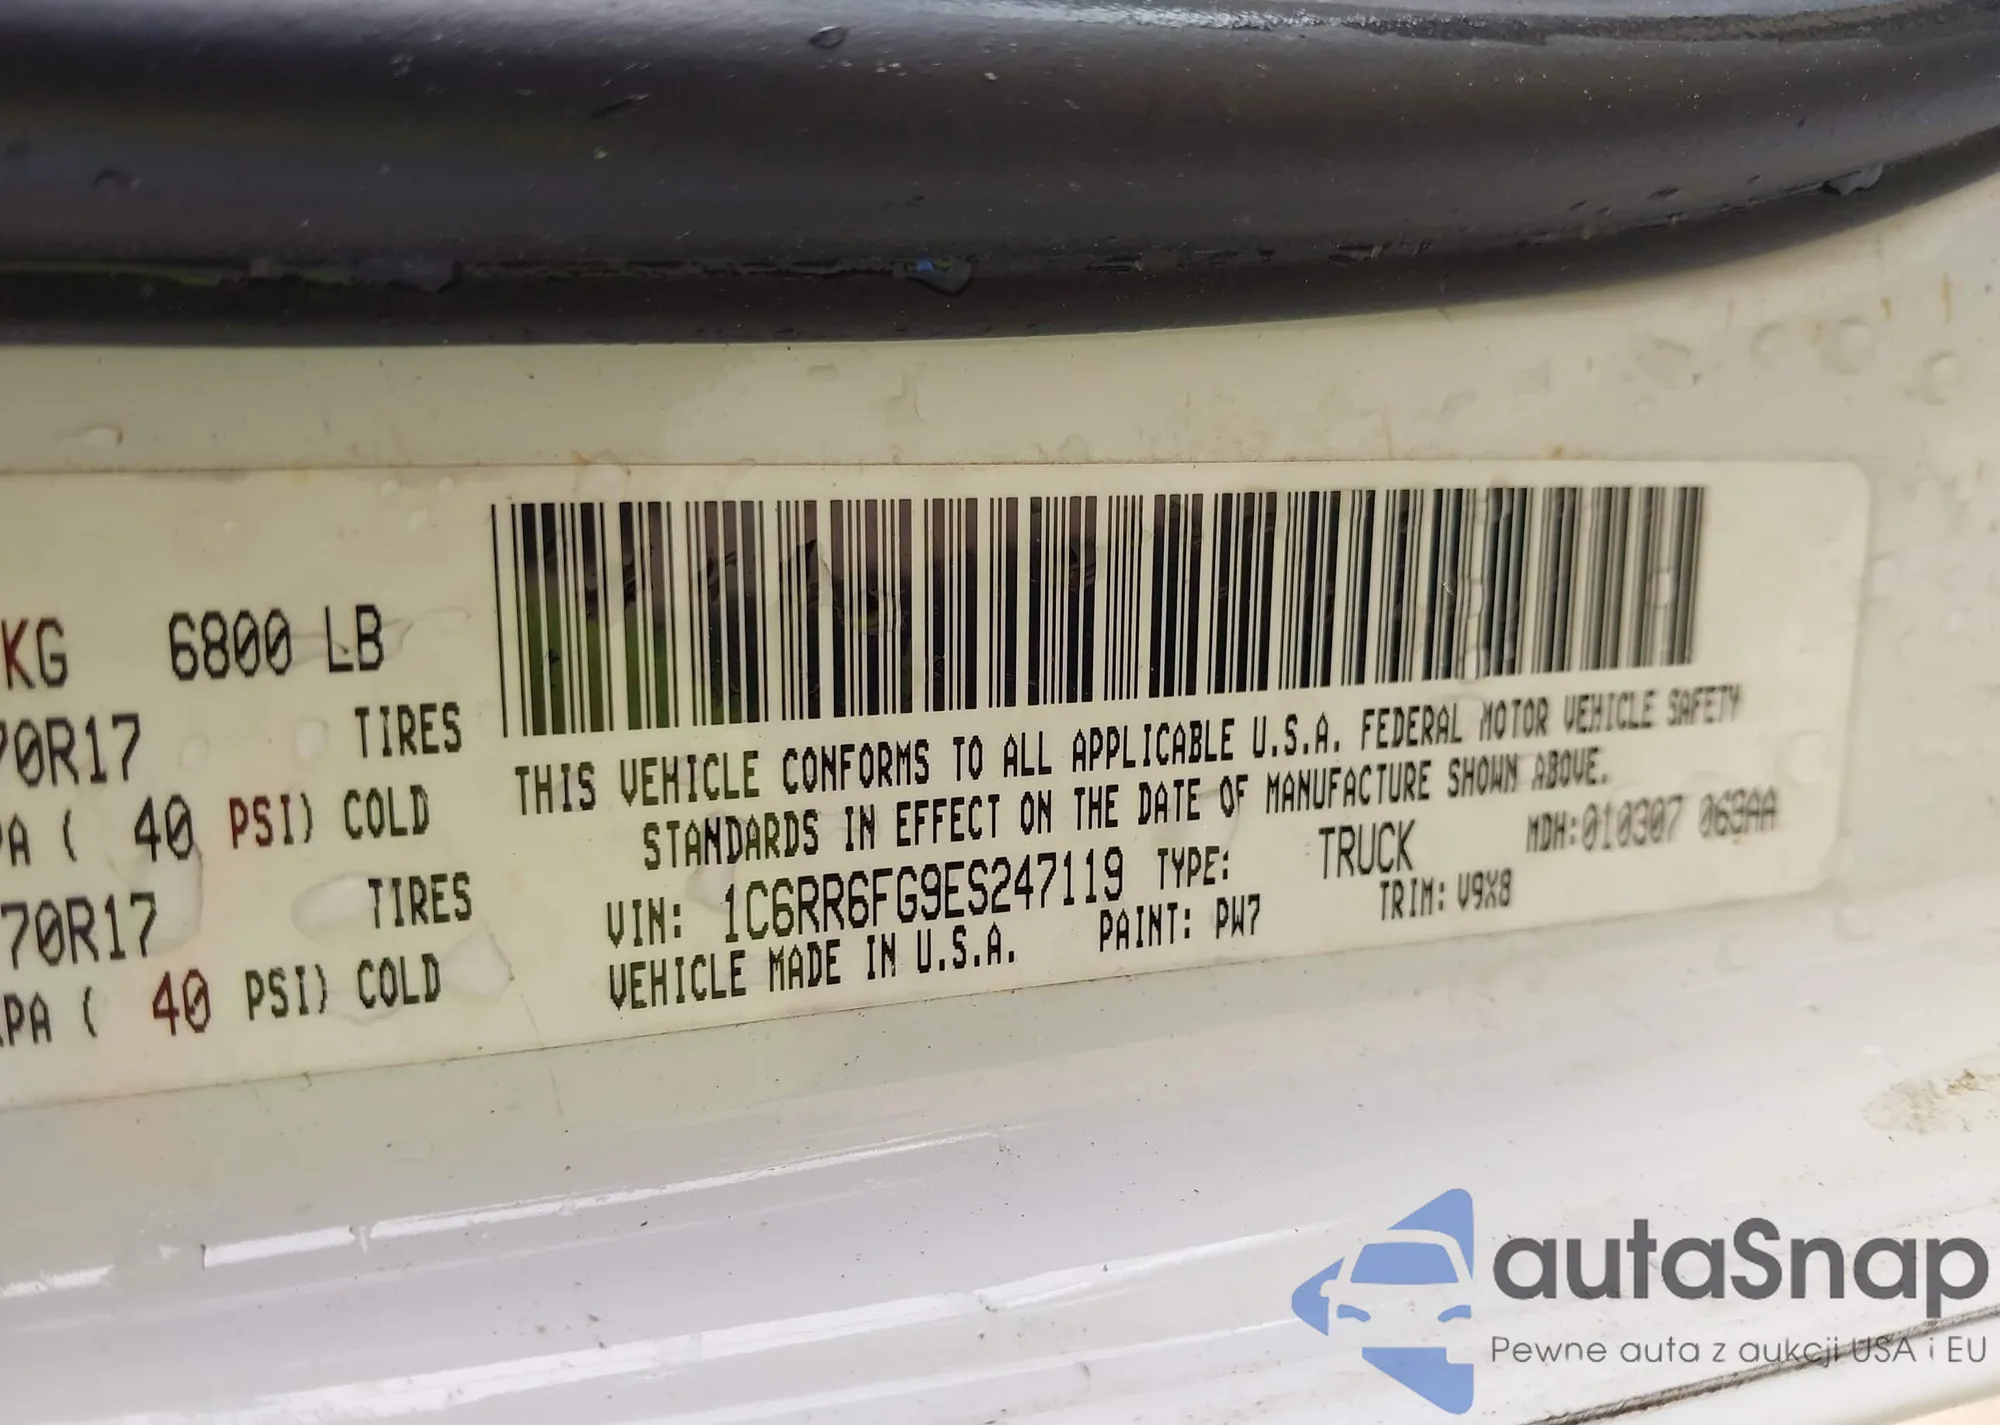 KG 6800 LB
70R17 TIRES
PA ( 40 PSI) COLD
70R17 TIRES
KPA ( 40 PSI) COLD
THIS VEHICLE CONFORMS TO ALL APPLICABLE U.S.A. FEDERAL MOTOR VEHICLE SAFETY
STANDARDS IN EFFECT ON THE DATE OF MANUFACTURE SHOWN ABOVE.
VIN: 1C6RR6FG9ES247119 TYPE: TRUCK MDH:010307 069AA
VEHICLE MADE IN U.S.A. PAINT: PW7 TRIM: V9X8
autaSnap
Pewne auta z aukcji USA i EU